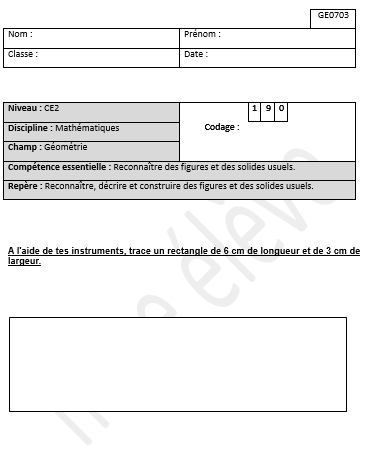 GE0703
Nom : Prénom :
Classe : Date :
Niveau : CE2 1 9 0
Discipline : Mathématiques Codage :
Champ : Géométrie
Compétence essentielle : Reconnaître des figures et des solides usuels.
Repère : Reconnaître, décrire et construire des figures et des solides usuels.
A l'aide de tes instruments, trace un rectangle de 6 cm de longueur et de 3 cm de
largeur.